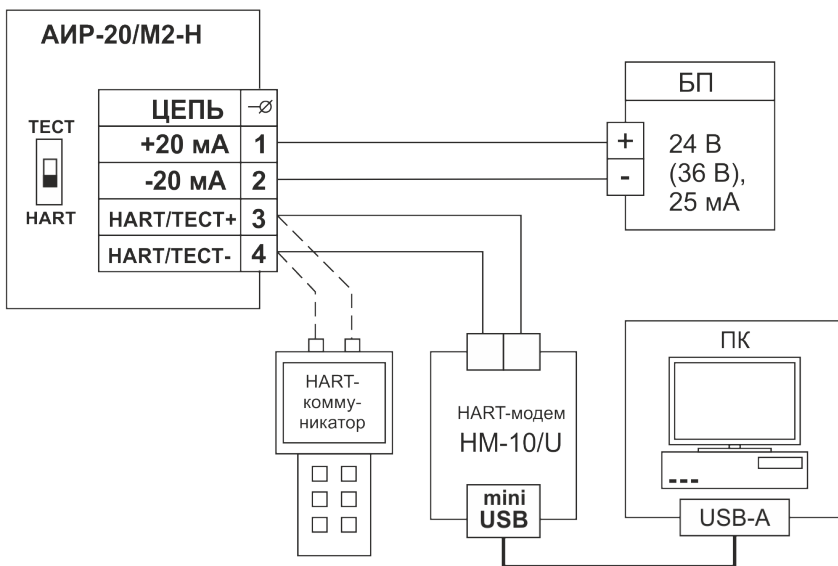 АИР-20/М2-Н
ТЕСТ
HART
ЦЕПЬ
+20 мА 1
-20 мА 2
HART/ТЕСТ+ 3
HART/ТЕСТ- 4
БП
+
-
24 В
(36 В),
25 мА
HART-
комму-
никатор
HART-модем
НМ-10/U
mini
USB
ПК
USB-A